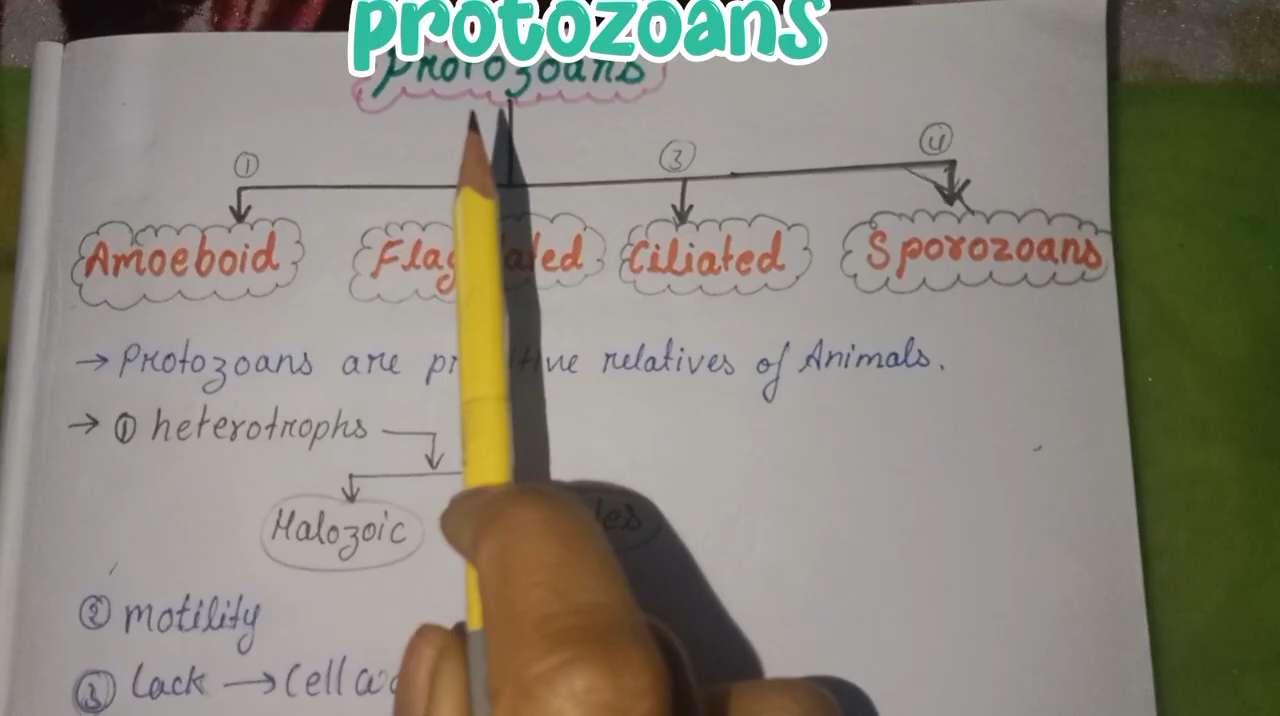 protozoans
Protozoans
① ③ ④
Amoeboid Ciliated Sporozoans
→ Protozoans are relatives of Animals.
→ ① heterotrophs
Halozoic
② motility
③ Lack → Cell